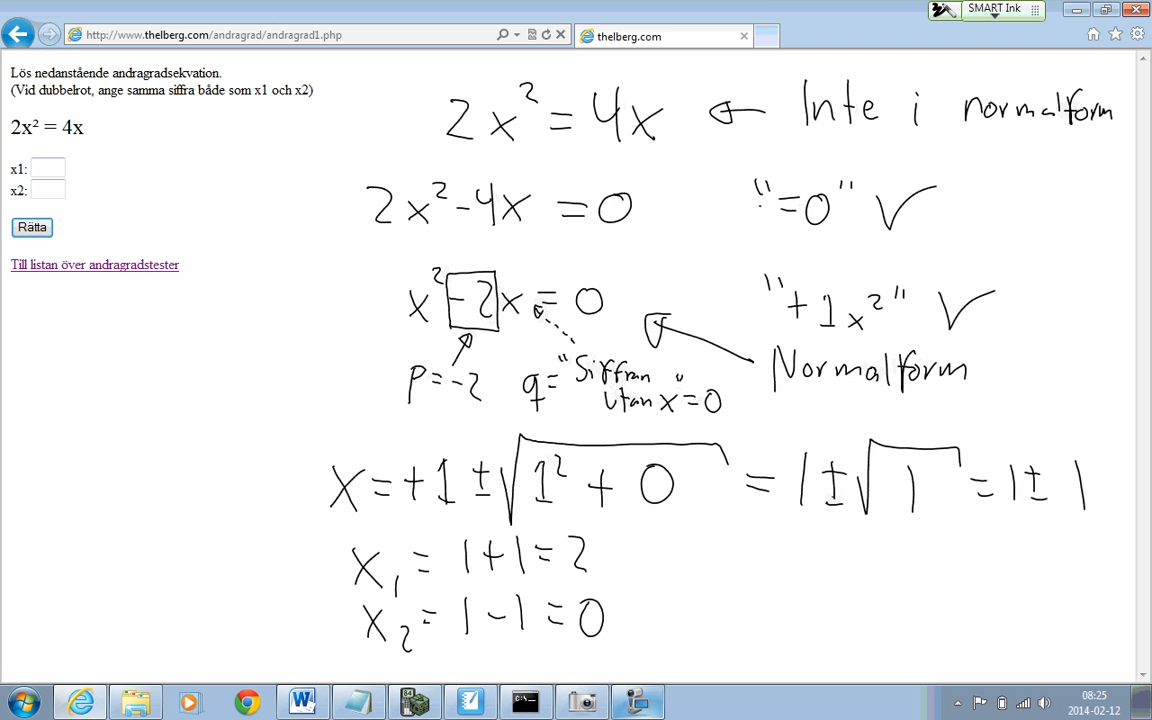 SMART Ink
http://www.thelberg.com/andragrad/andragrad1.php
thelberg.com
Lös nedanstående andragradsekvation.
(Vid dubbelrot, ange samma siffra både som x1 och x2)
2x² = 4x
x1:
x2:
Rätta
Till listan över andragradstester
2x² = 4x ← Inte i normalform
2x² - 4x = 0 "=0" ✓
x² - 2x = 0 "+1x²" ✓
Normalform
p = -2 q = "Siffran
utan x" = 0
x = +1 ± √(1² + 0) = 1 ± √1 = 1 ± 1
x₁ = 1 + 1 = 2
x₂ = 1 - 1 = 0
08:25
2014-02-12